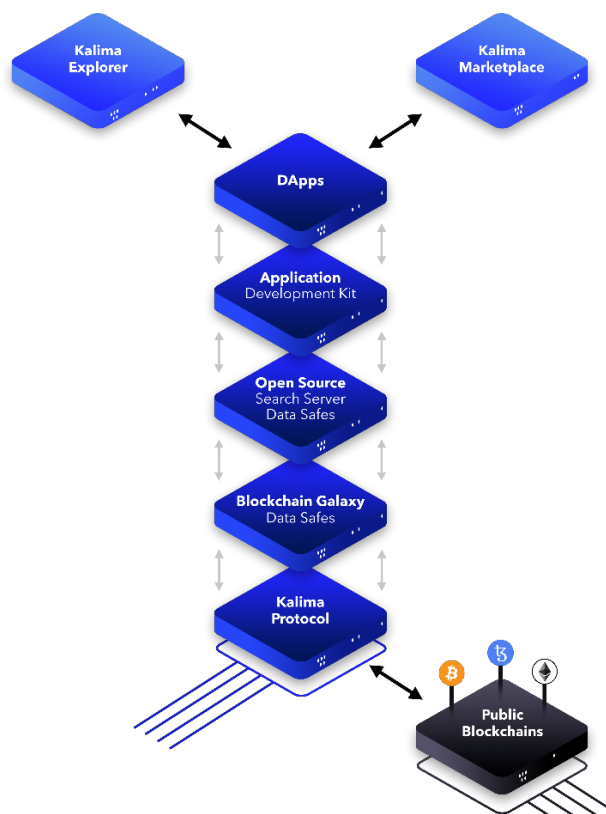 Kalima
Explorer
Kalima
Marketplace
DApps
Application
Development Kit
Open Source
Search Server
Data Safes
Blockchain Galaxy
Data Safes
Kalima
Protocol
Public
Blockchains